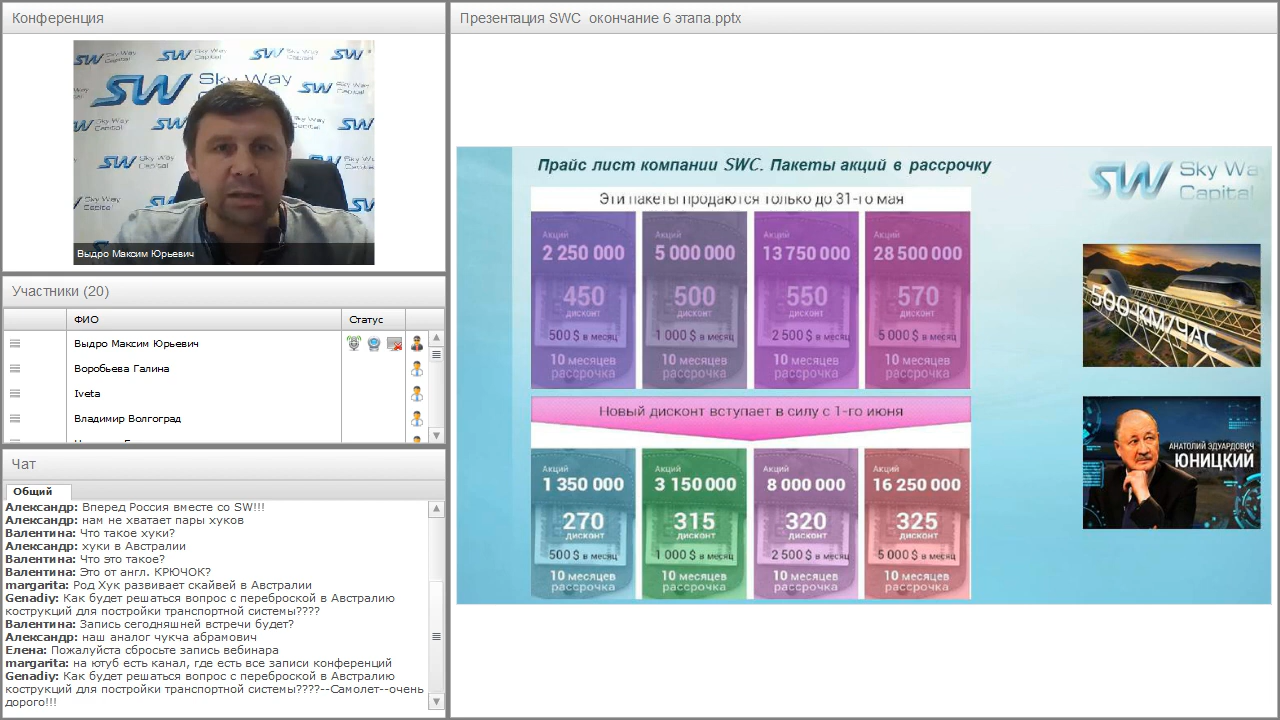 Конференция
SW
Sky Way
Capital
Выдро Максим Юрьевич
Участники (20)
ФИО
Статус
Выдро Максим Юрьевич
Воробьева Галина
Iveta
Владимир Волгоград
Чат
Общий
Александр: Вперед Россия вместе со SW!!!
Александр: нам не хватает пары хуков
Валентина: Что такое хуки?
Александр: хуки в Австралии
Валентина: Что это такое?
Валентина: Это от англ. КРЮЧОК?
margarita: Род Хук развивает скайвей в Австралии
Genadiy: Как будет решаться вопрос с переброской в Австралию
кострукций для постройки транспортной системы????
Валентина: Запись сегодняшней встречи будет?
Александр: наш аналог чукча абрамович
Елена: Пожалуйста сбросьте запись вебинара
margarita: на ютуб есть канал, где есть все записи конференций
Genadiy: Как будет решаться вопрос с переброской в Австралию
кострукций для постройки транспортной системы????--Самолет--очень
дорого!!!
Презентация SWC окончание 6 этапа.pptx
Прайс лист компании SWC. Пакеты акций в рассрочку
Эти пакеты продаются только до 31-го мая
Акций Акций Акций Акций
2 250 000 5 000 000 13 750 000 28 500 000
450 500 550 570
дисконт дисконт дисконт дисконт
500 $ в месяц 1 000 $ в месяц 2 500 $ в месяц 5 000 $ в месяц
10 месяцев 10 месяцев 10 месяцев 10 месяцев
рассрочка рассрочка рассрочка рассрочка
Новый дисконт вступает в силу с 1-го июня
Акций Акций Акций Акций
1 350 000 3 150 000 8 000 000 16 250 000
270 315 320 325
дисконт дисконт дисконт дисконт
500 $ в месяц 1 000 $ в месяц 2 500 $ в месяц 5 000 $ в месяц
10 месяцев 10 месяцев 10 месяцев 10 месяцев
рассрочка рассрочка рассрочка рассрочка
SW Sky Wa
Capital
500 КМ/ЧАС
АНАТОЛИЙ ЭДУАРДОВИЧ
ЮНИЦКИЙ